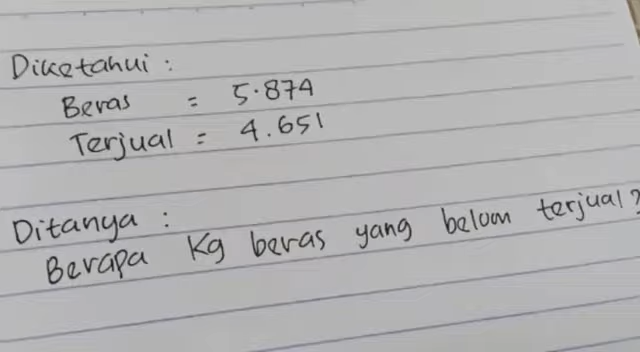 Diketahui :
Beras = 5.874
Terjual = 4.651
Ditanya :
Berapa Kg beras yang belum terjual?